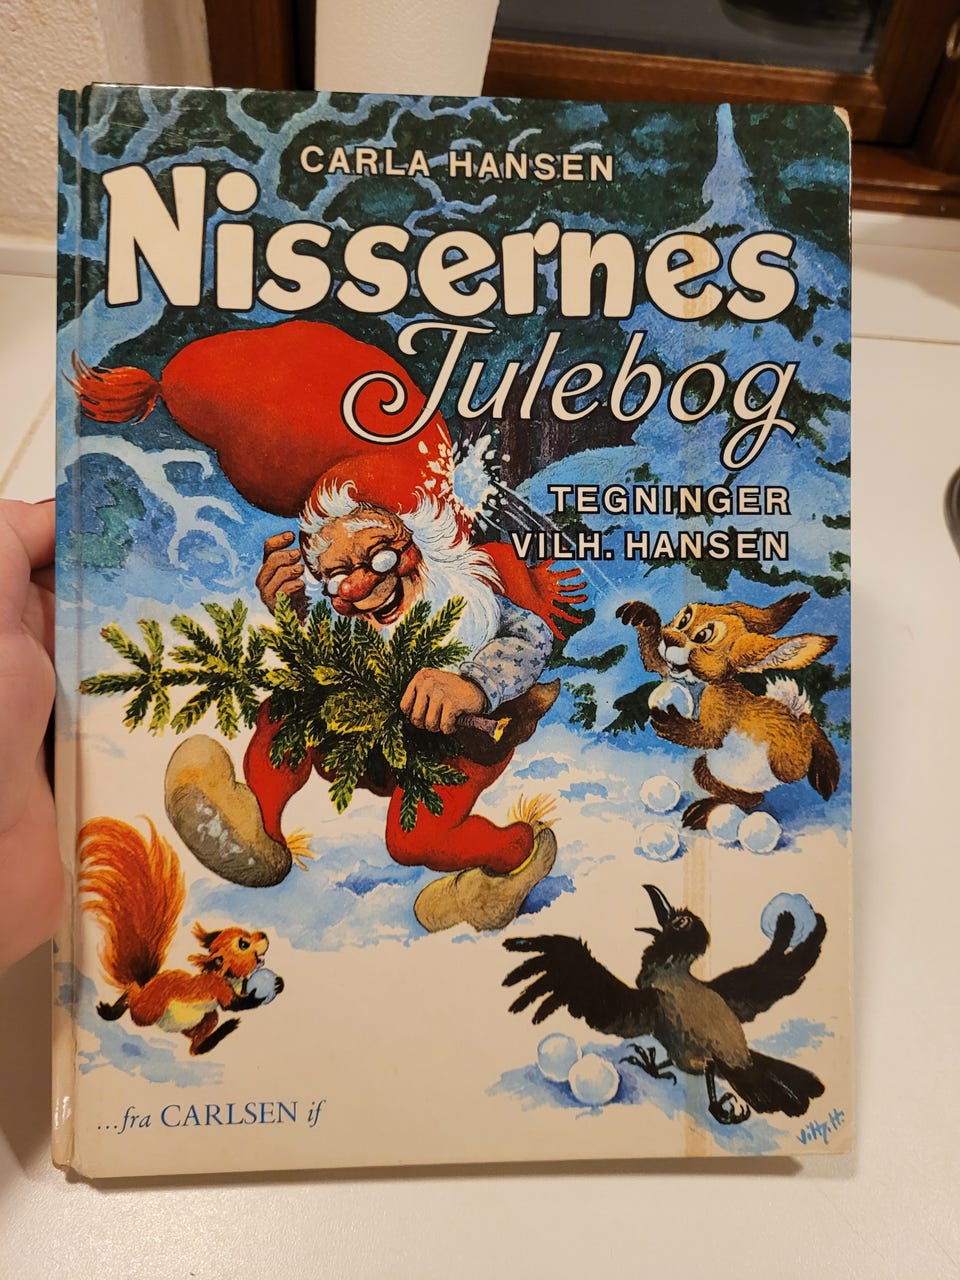 CARLA HANSEN
Nissernes
Julebog
TEGNINGER
VILH. HANSEN
...fra CARLSEN if